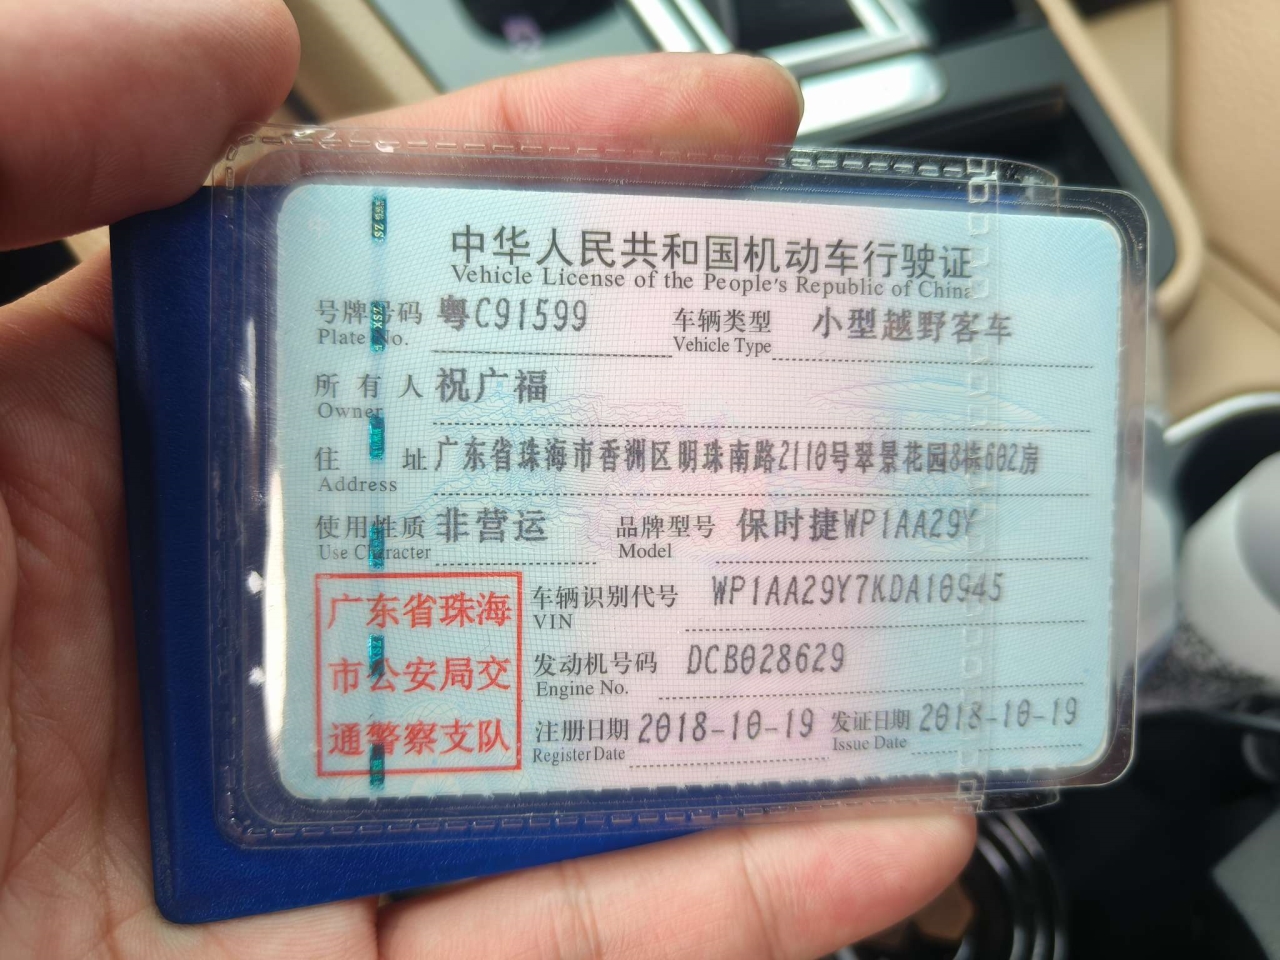 中华人民共和国机动车行驶证
Vehicle License of the People's Republic of China
号牌号码 粤C91599 车辆类型 小型越野客车
Plate No. Vehicle Type
所有人 祝广福
Owner
住址 广东省珠海市香洲区明珠南路2110号翠景花园8栋602房
Address
使用性质 非营运 品牌型号 保时捷WP1AA29Y
Use Character Model
车辆识别代号 WP1AA29Y7KDA10945
VIN
发动机号码 DCB028629
Engine No.
注册日期 2018-10-19 发证日期 2018-10-19
Register Date Issue Date
广东省珠海
市公安局交
通警察支队